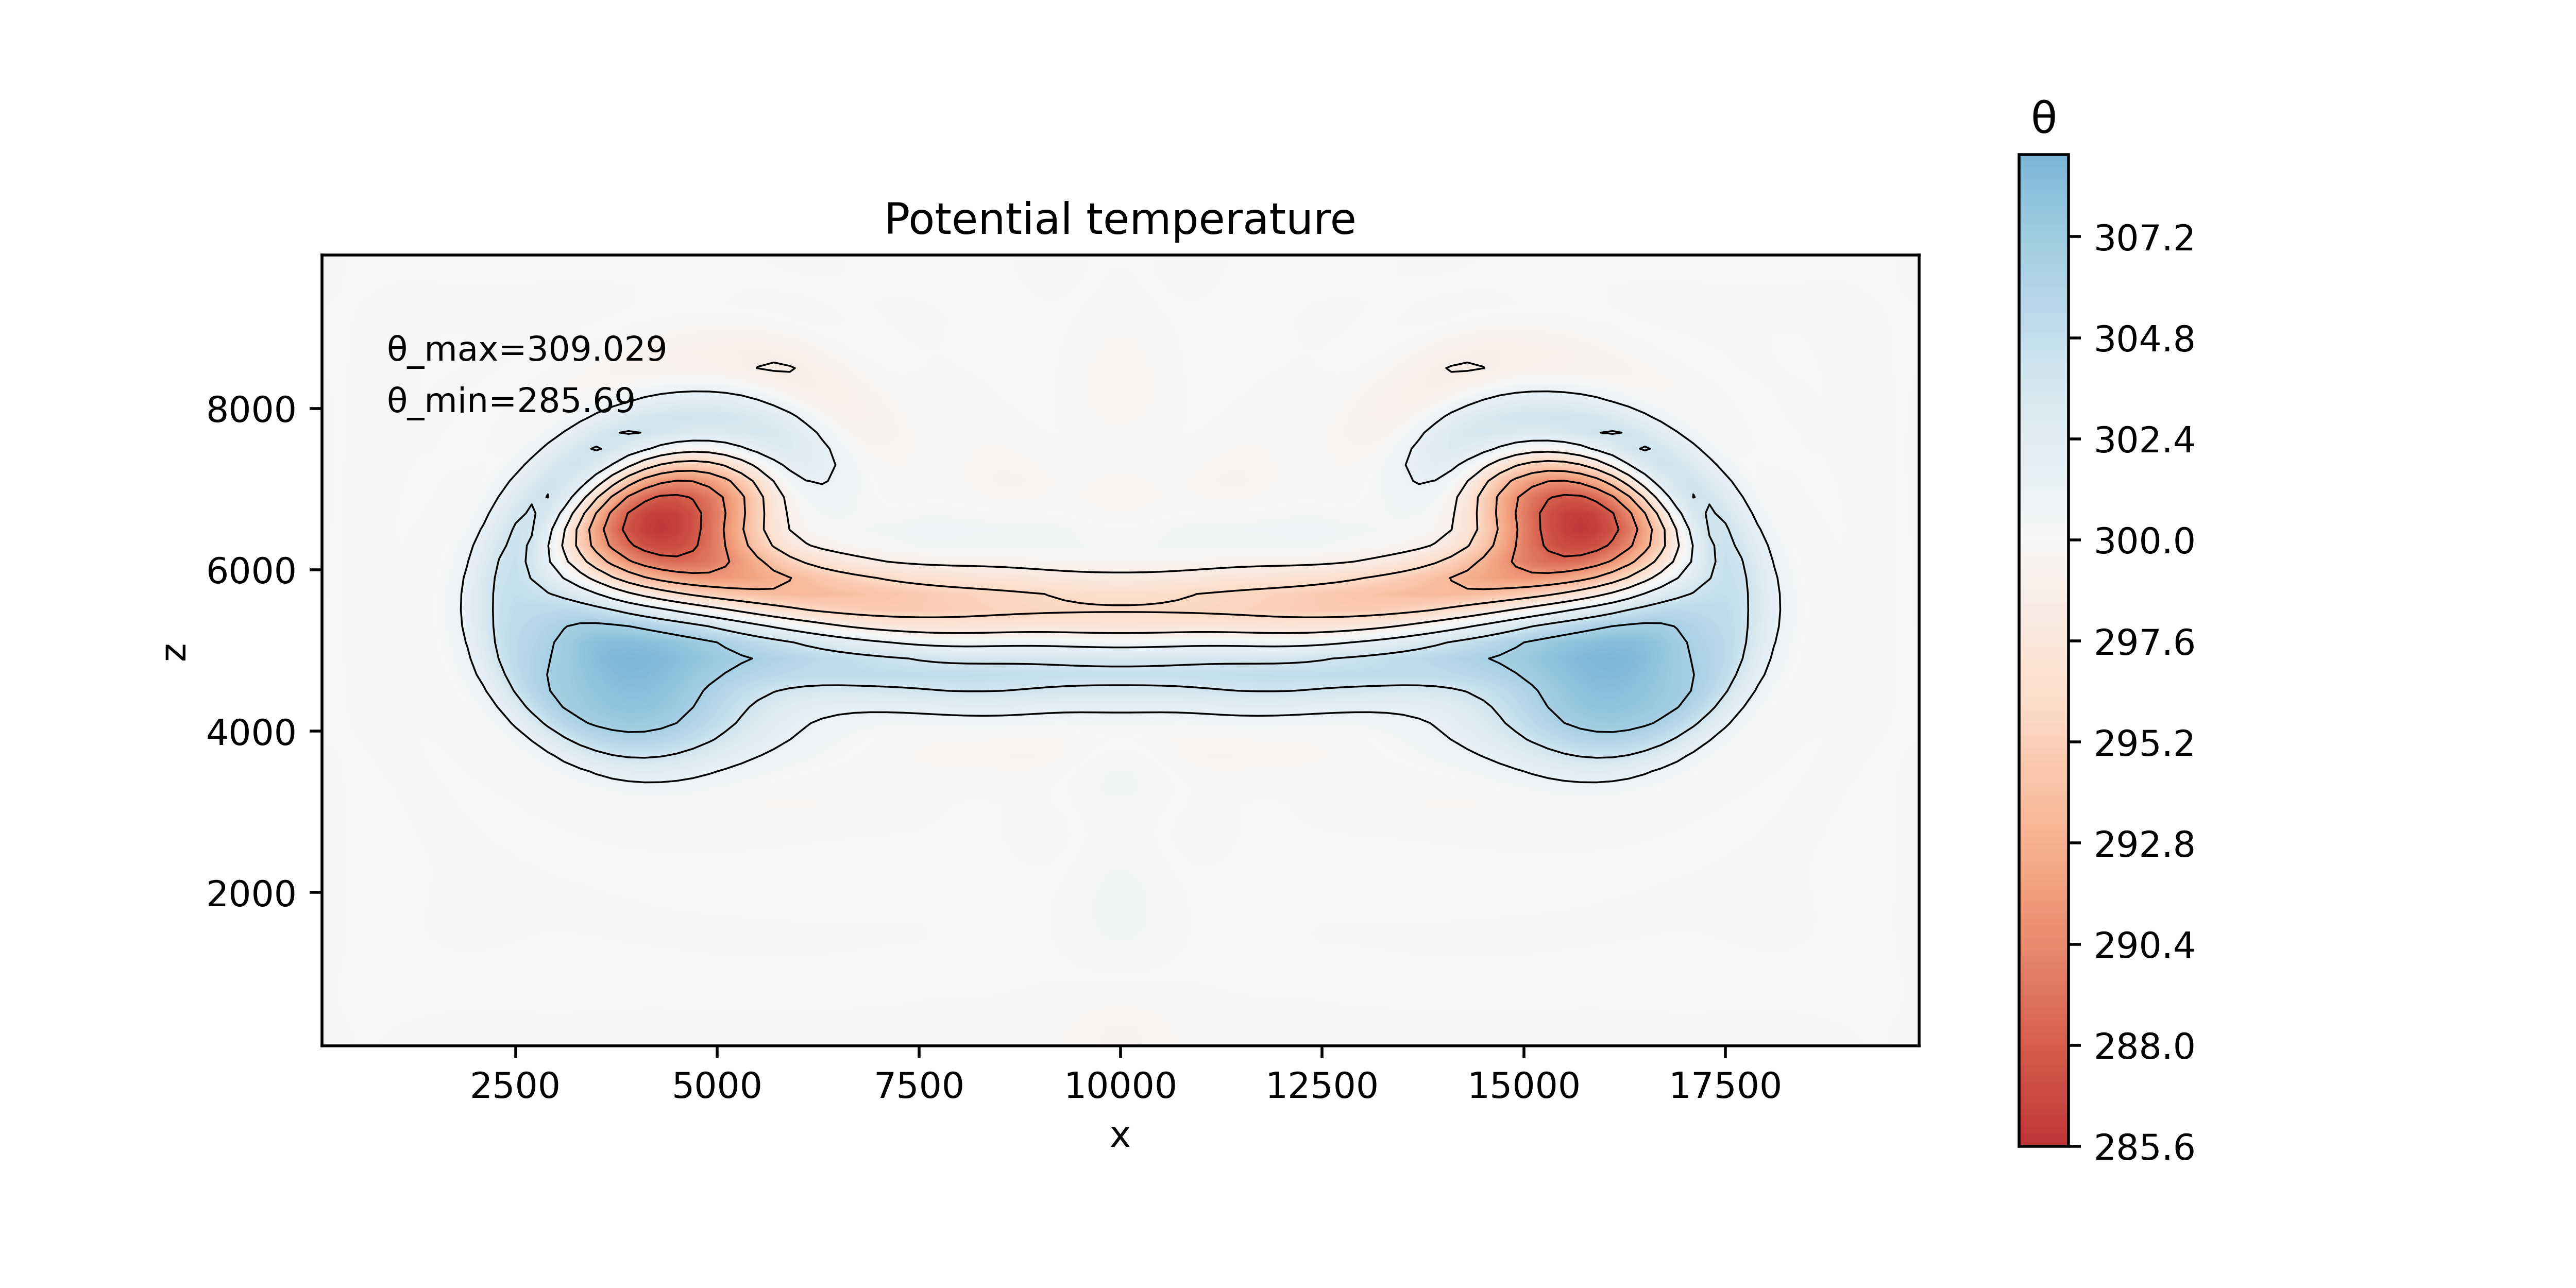 θ
Potential temperature
θ_max=309.029
θ_min=285.69
8000
6000
4000
2000
z
2500 5000 7500 10000 12500 15000 17500
x
307.2
304.8
302.4
300.0
297.6
295.2
292.8
290.4
288.0
285.6